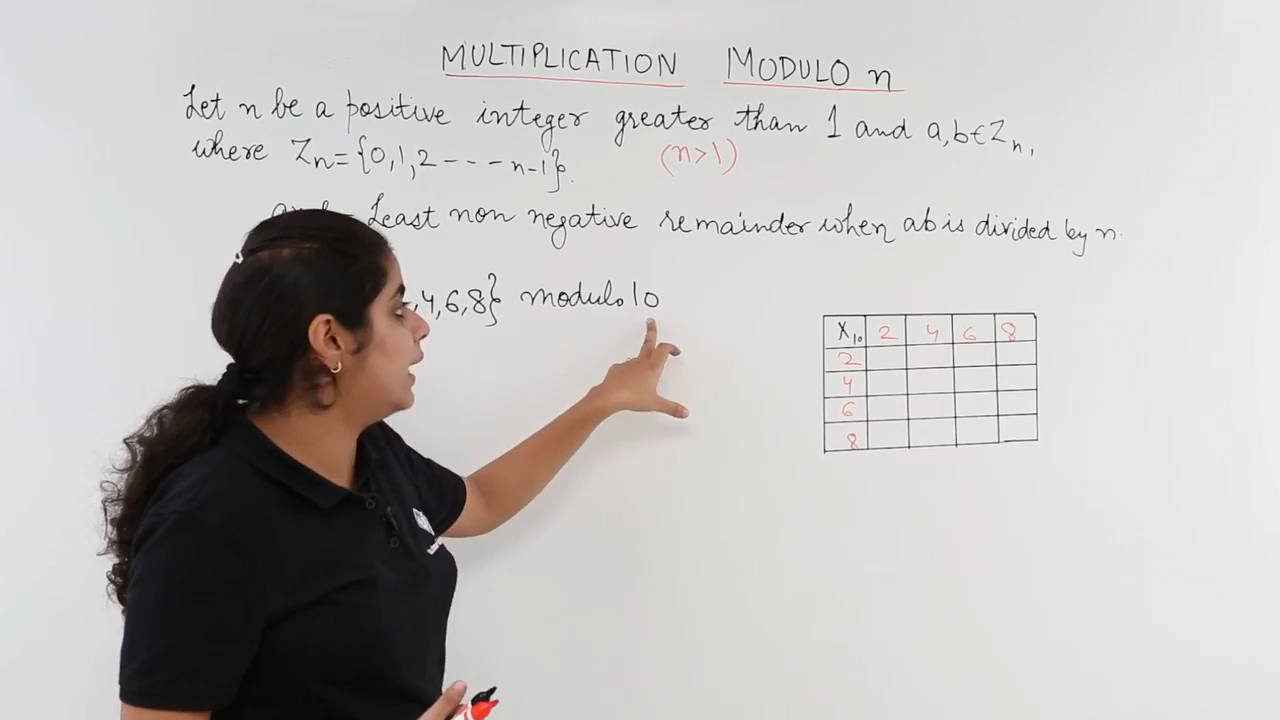 MULTIPLICATION MODULO n
Let n be a positive integer greater than 1 and a, b ∈ Zn,
where Zn = {0, 1, 2 - - - - n-1}. (n>1)
Least non negative remainder when ab is divided by n.
,4,6,8} modulo 10
X10 2 4 6 8
2
4
6
8